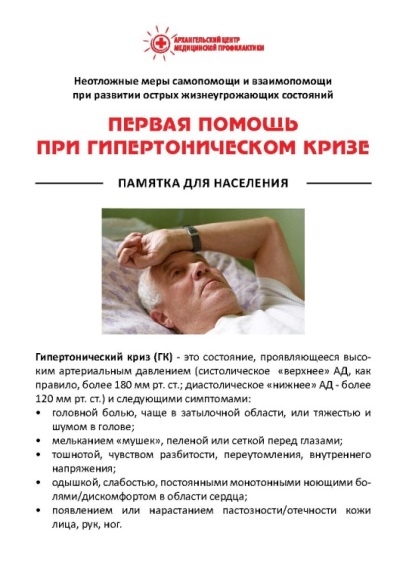 АРХАНГЕЛЬСКИЙ ЦЕНТР
МЕДИЦИНСКОЙ ПРОФИЛАКТИКИ
Неотложные меры самопомощи и взаимопомощи
при развитии острых жизнеугрожающих состояний
ПЕРВАЯ ПОМОЩЬ
ПРИ ГИПЕРТОНИЧЕСКОМ КРИЗЕ
ПАМЯТКА ДЛЯ НАСЕЛЕНИЯ
Гипертонический криз (ГК) - это состояние, проявляющееся высо-
ким артериальным давлением (систолическое «верхнее» АД, как
правило, более 180 мм рт. ст.; диастолическое «нижнее» АД - более
120 мм рт. ст.) и следующими симптомами:
• головной болью, чаще в затылочной области, или тяжестью и
шумом в голове;
• мельканием «мушек», пеленой или сеткой перед глазами;
• тошнотой, чувством разбитости, переутомления, внутреннего
напряжения;
• одышкой, слабостью, постоянными монотонными ноющими бо-
лями/дискомфортом в области сердца;
• появлением или нарастанием пастозности/отечности кожи
лица, рук, ног.